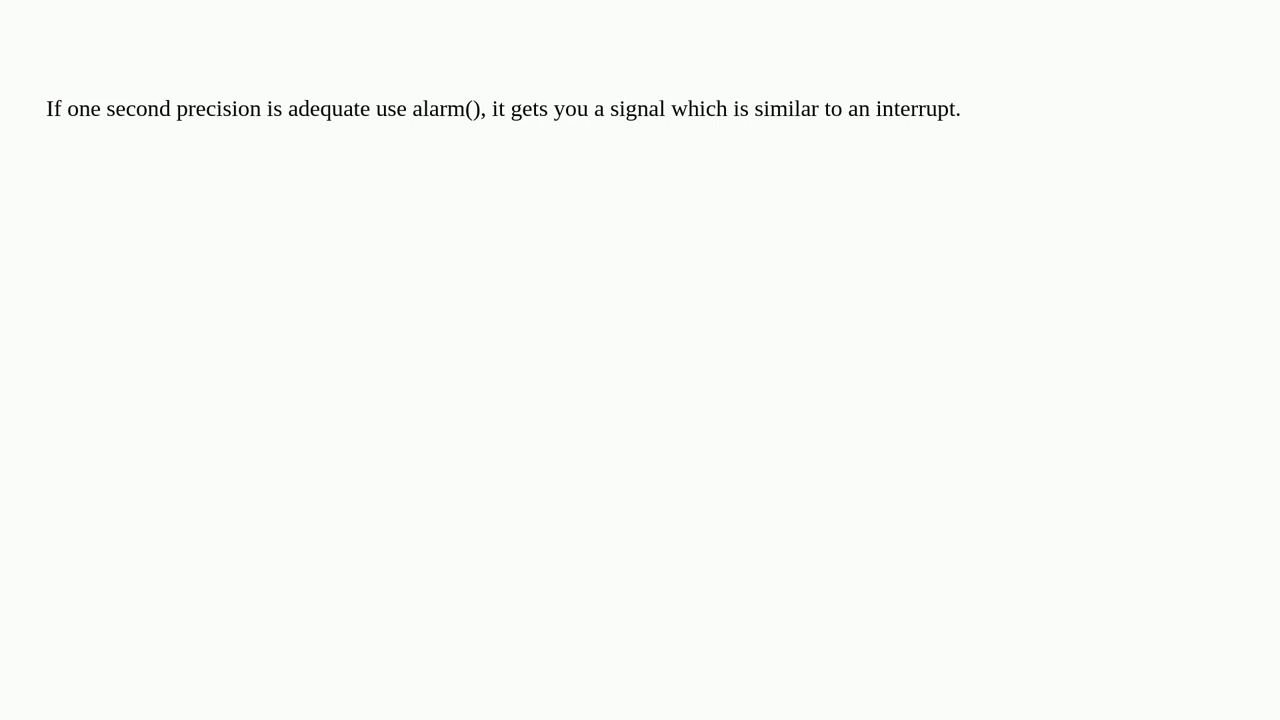 If one second precision is adequate use alarm(), it gets you a signal which is similar to an interrupt.